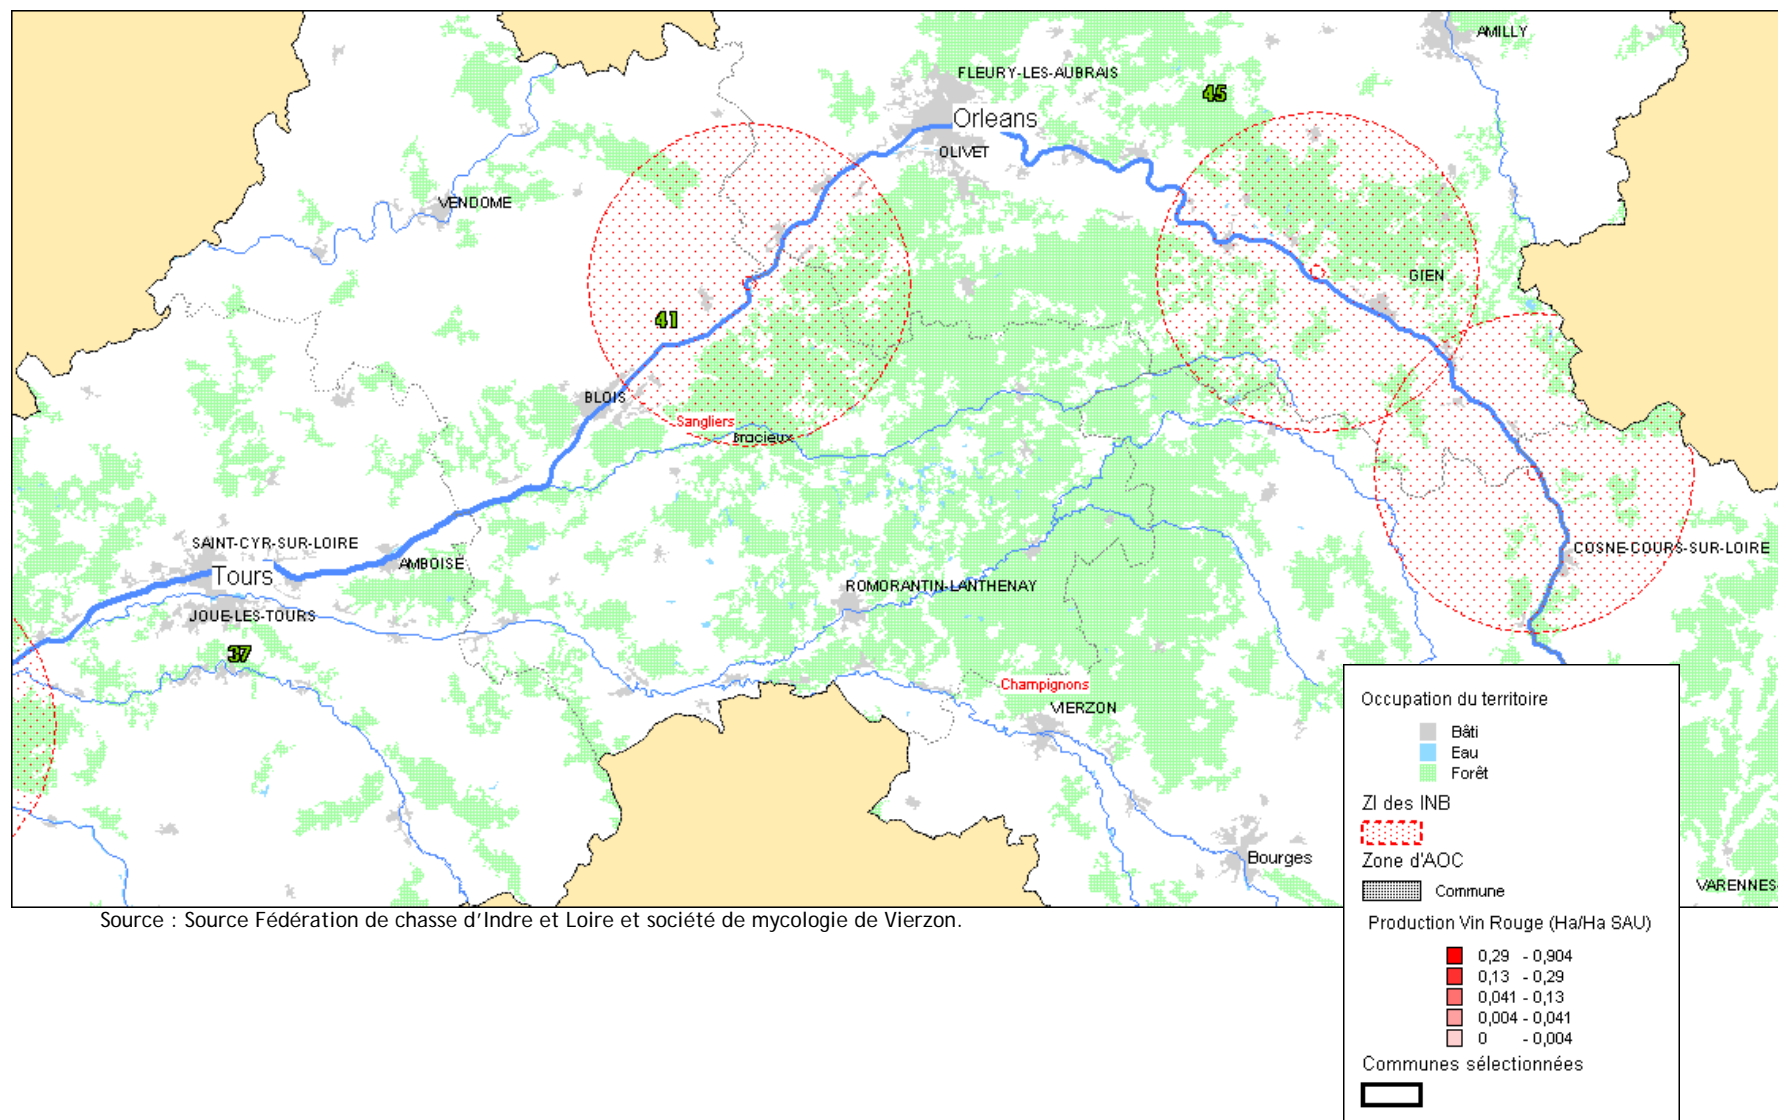 AMILLY
FLEURY-LES-AUBRAIS
45
Orleans
OLIVET
VENDOME
GIEN
41
BLOIS
Sangliers
Bracieux
SAINT-CYR-SUR-LOIRE
COSNE-COURS-SUR-LOIRE
AMBOISE
Tours
ROMORANTIN-LANTHENAY
JOUE-LES-TOURS
37
Champignons
VIERZON
Bourges
VARENNES-
Occupation du territoire
Bâti
Eau
Forêt
ZI des INB
Zone d'AOC
Commune
Production Vin Rouge (Ha/Ha SAU)
0,29 - 0,904
0,13 - 0,29
0,041 - 0,13
0,004 - 0,041
0 - 0,004
Communes sélectionnées
Source : Source Fédération de chasse d'Indre et Loire et société de mycologie de Vierzon.